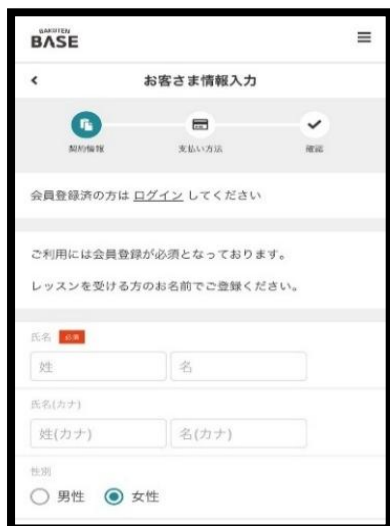 RAKUTEN
BASE
お客さま情報入力
契約情報
支払い方法
確認
会員登録済の方は ログイン してください
ご利用には会員登録が必須となっております。
レッスンを受ける方のお名前でご登録ください。
氏名 必須
姓 名
氏名(カナ)
姓(カナ) 名(カナ)
性別
男性 女性